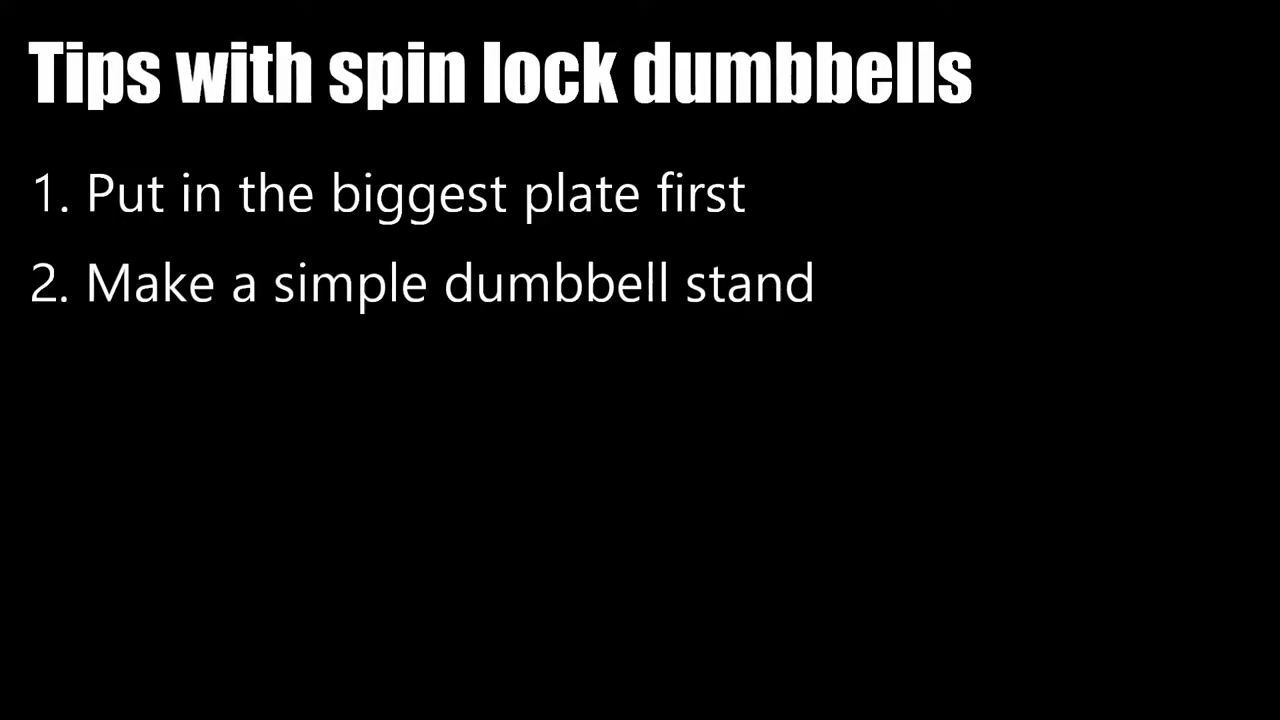 Tips with spin lock dumbbells
1. Put in the biggest plate first
2. Make a simple dumbbell stand